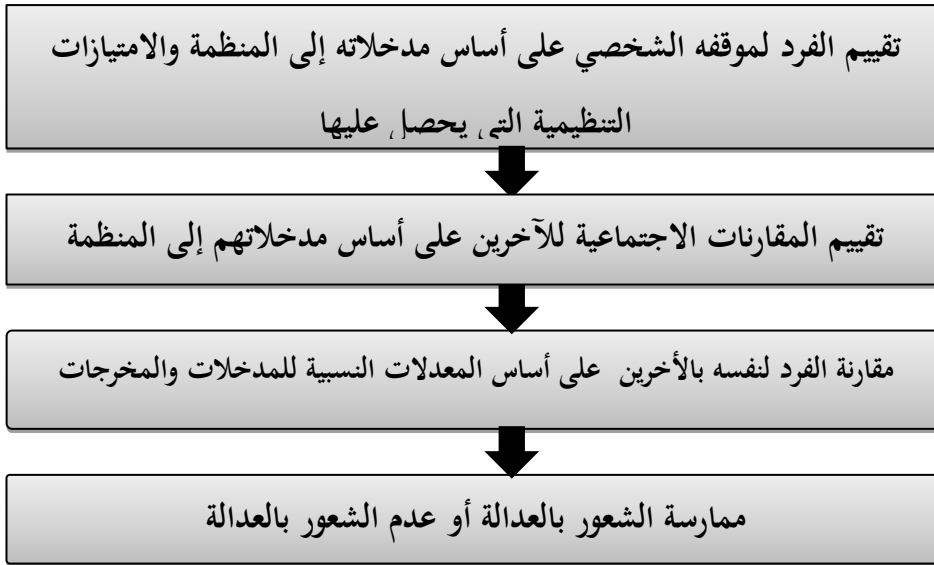 تقييم الفرد لموقفه الشخصي على أساس مدخلاته إلى المنظمة والامتيازات
التنظيمية التي يحصل عليها
تقييم المقارنات الاجتماعية للآخرين على أساس مدخلاتهم إلى المنظمة
مقارنة الفرد لنفسه بالأخرين على أساس المعدلات النسبية للمدخلات والمخرجات
ممارسة الشعور بالعدالة أو عدم الشعور بالعدالة